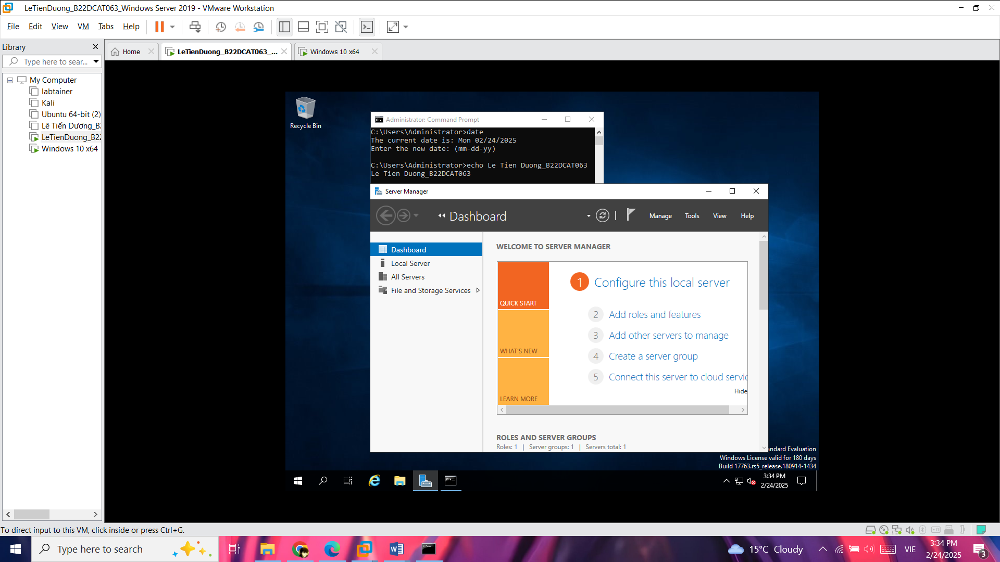 LeTienDuong_B22DCAT063_Windows Server 2019 - VMware Workstation
File Edit View VM Tabs Help
Library
Type here to sear...
My Computer
labtainer
Kali
Ubuntu 64-bit (2)
Lê Tiến Dương_B2
LeTienDuong_B22
Windows 10 x64
Home
LeTienDuong_B22DCAT063_...
Windows 10 x64
Recycle Bin
Administrator: Command Prompt
C:\Users\Administrator>date
The current date is: Mon 02/24/2025
Enter the new date: (mm-dd-yy)
C:\Users\Administrator>echo Le Tien Duong_B22DCAT063
Le Tien Duong_B22DCAT063
Server Manager
Dashboard
Manage Tools View Help
Dashboard
Local Server
All Servers
File and Storage Services
WELCOME TO SERVER MANAGER
QUICK START
WHAT'S NEW
LEARN MORE
1 Configure this local server
2 Add roles and features
3 Add other servers to manage
4 Create a server group
5 Connect this server to cloud servic
Hide
ROLES AND SERVER GROUPS
Roles: 1 | Server groups: 1 | Servers total: 1
andard Evaluation
Windows License valid for 180 days
Build 17763.rs5_release.180914-1434
3:34 PM
2/24/2025
To direct input to this VM, click inside or press Ctrl+G.
Type here to search
15°C Cloudy
VIE
3:34 PM
2/24/2025
3